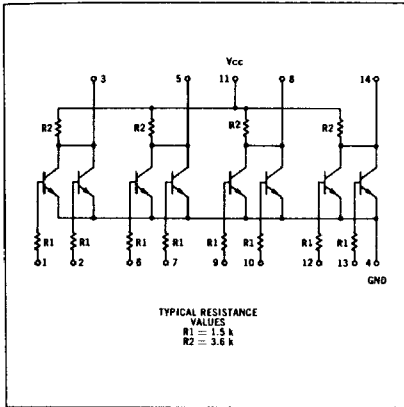 Vcc
3 5 11 8 14
R2 R2 R2 R2
R1 R1 R1 R1 R1 R1 R1 R1
1 2 6 7 9 10 12 13 4
GND
TYPICAL RESISTANCE
VALUES
R1 = 1.5 k
R2 = 3.6 k